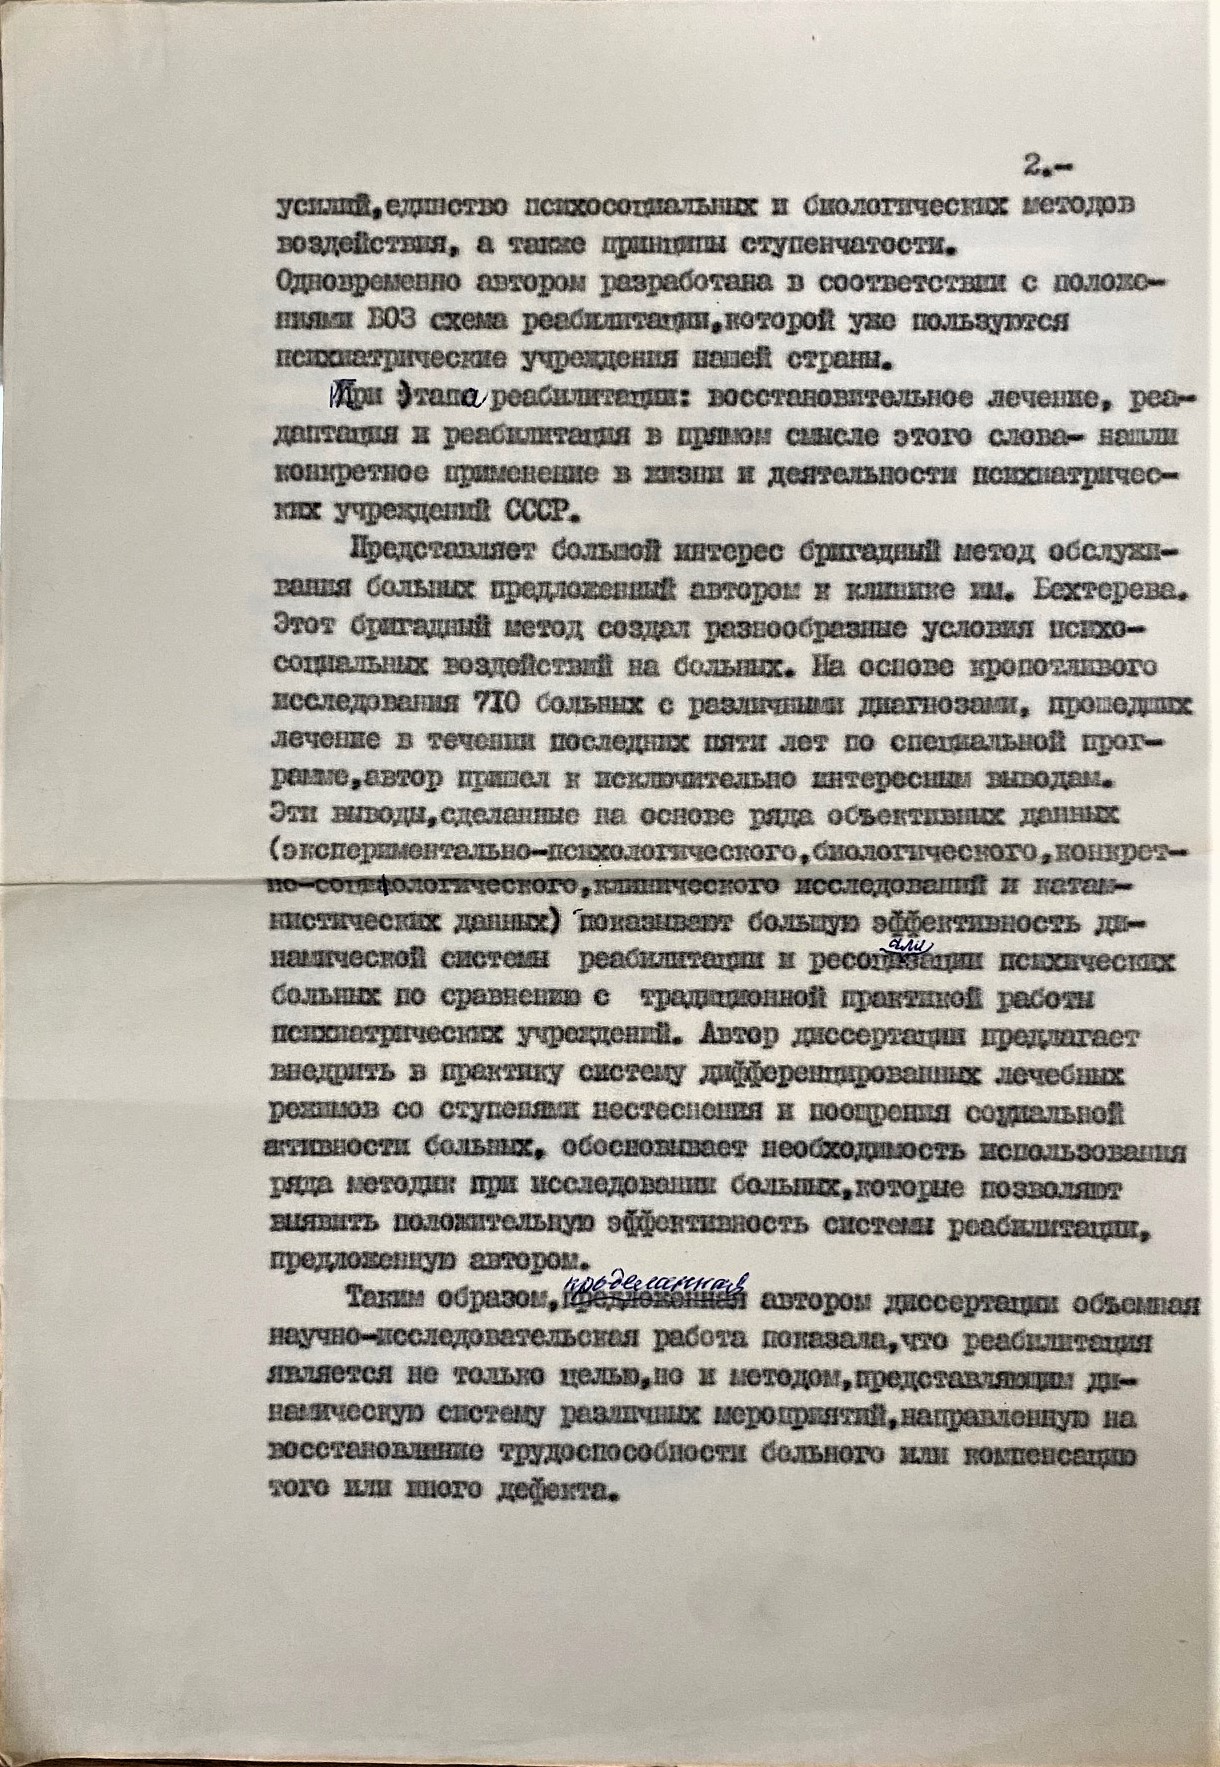 2.-
усилий,единство психосоциальных и биологических методов
воздействия, а также принципы ступенчатости.
Одновременно автором разработана в соответствии с положе-
ниями ВОЗ схема реабилитации,которой уже пользуются
психиатрические учреждения нашей страны.
Три этапа реабилитации: восстановительное лечение, реа-
даптация и реабилитация в прямом смысле этого слова- нашли
конкретное применение в жизни и деятельности психиатричес-
ких учреждений СССР.
Представляет большой интерес бригадный метод обслужи-
вания больных предложенный автором к клинике им. Бехтерева.
Этот бригадный метод создал разнообразные условия психо-
социальных воздействий на больных. На основе кропотливого
исследования 710 больных с различными диагнозами, прошедших
лечение в течении последних пяти лет по специальной прог-
рамме,автор пришел к исключительно интересным выводам.
Эти выводы,сделанные на основе ряда объективных данных
(экспериментально-психологического,биологического,конкрет-
но-социологического,клинического исследований и катам-
нистических данных) показывают большую эффективность ди-
али
намической системы реабилитации и ресоцизации психических
больных по сравнению с традиционной практикой работы
психиатрических учреждений. Автор диссертации предлагает
внедрить в практику систему дифференцированных лечебных
режимов со ступенями нестеснения и поощрения социальной
активности больных, обосновывает необходимость использования
ряда методик при исследовании больных,которые позволяют
выявить положительную эффективность системы реабилитации,
предложенную автором.
проделанная
Таким образом,предложенная автором диссертации объемная
научно-исследовательская работа показала,что реабилитация
является не только целью,но и методом,представляющим ди-
намическую систему различных мероприятий,направленную на
восстановление трудоспособности больного или компенсацию
того или иного дефекта.